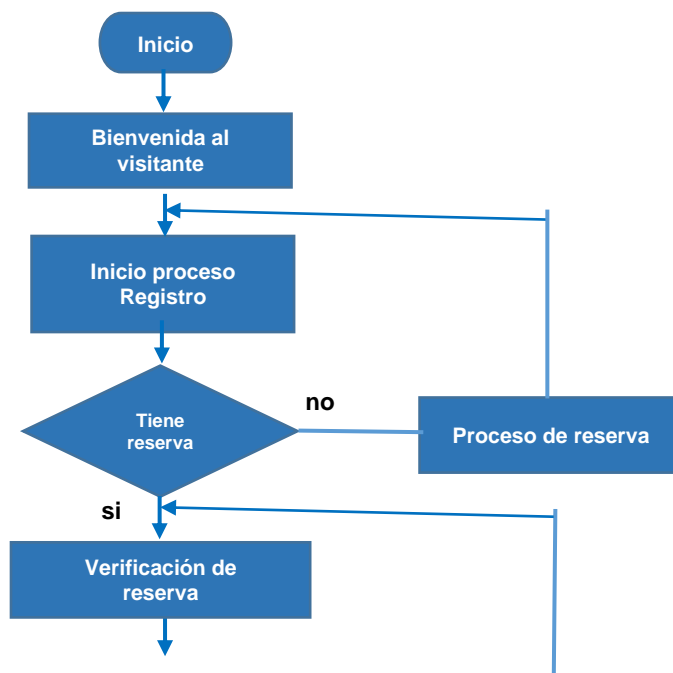 Inicio
Bienvenida al
visitante
Inicio proceso
Registro
Tiene
reserva
no
Proceso de reserva
si
Verificación de
reserva